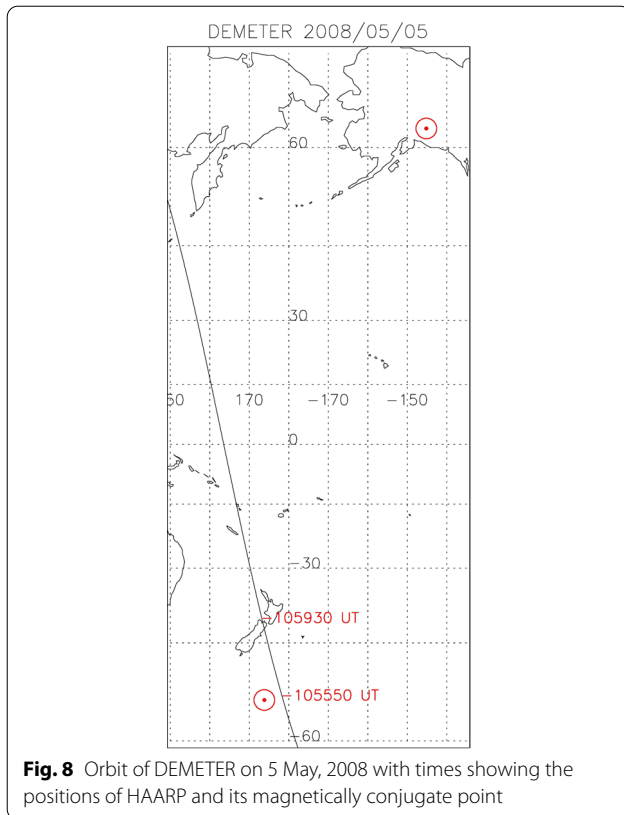 DEMETER 2008/05/05
60
30
60 170 -170 -150
0
-30
105930 UT
105550 UT
-60
Fig. 8 Orbit of DEMETER on 5 May, 2008 with times showing the
positions of HAARP and its magnetically conjugate point